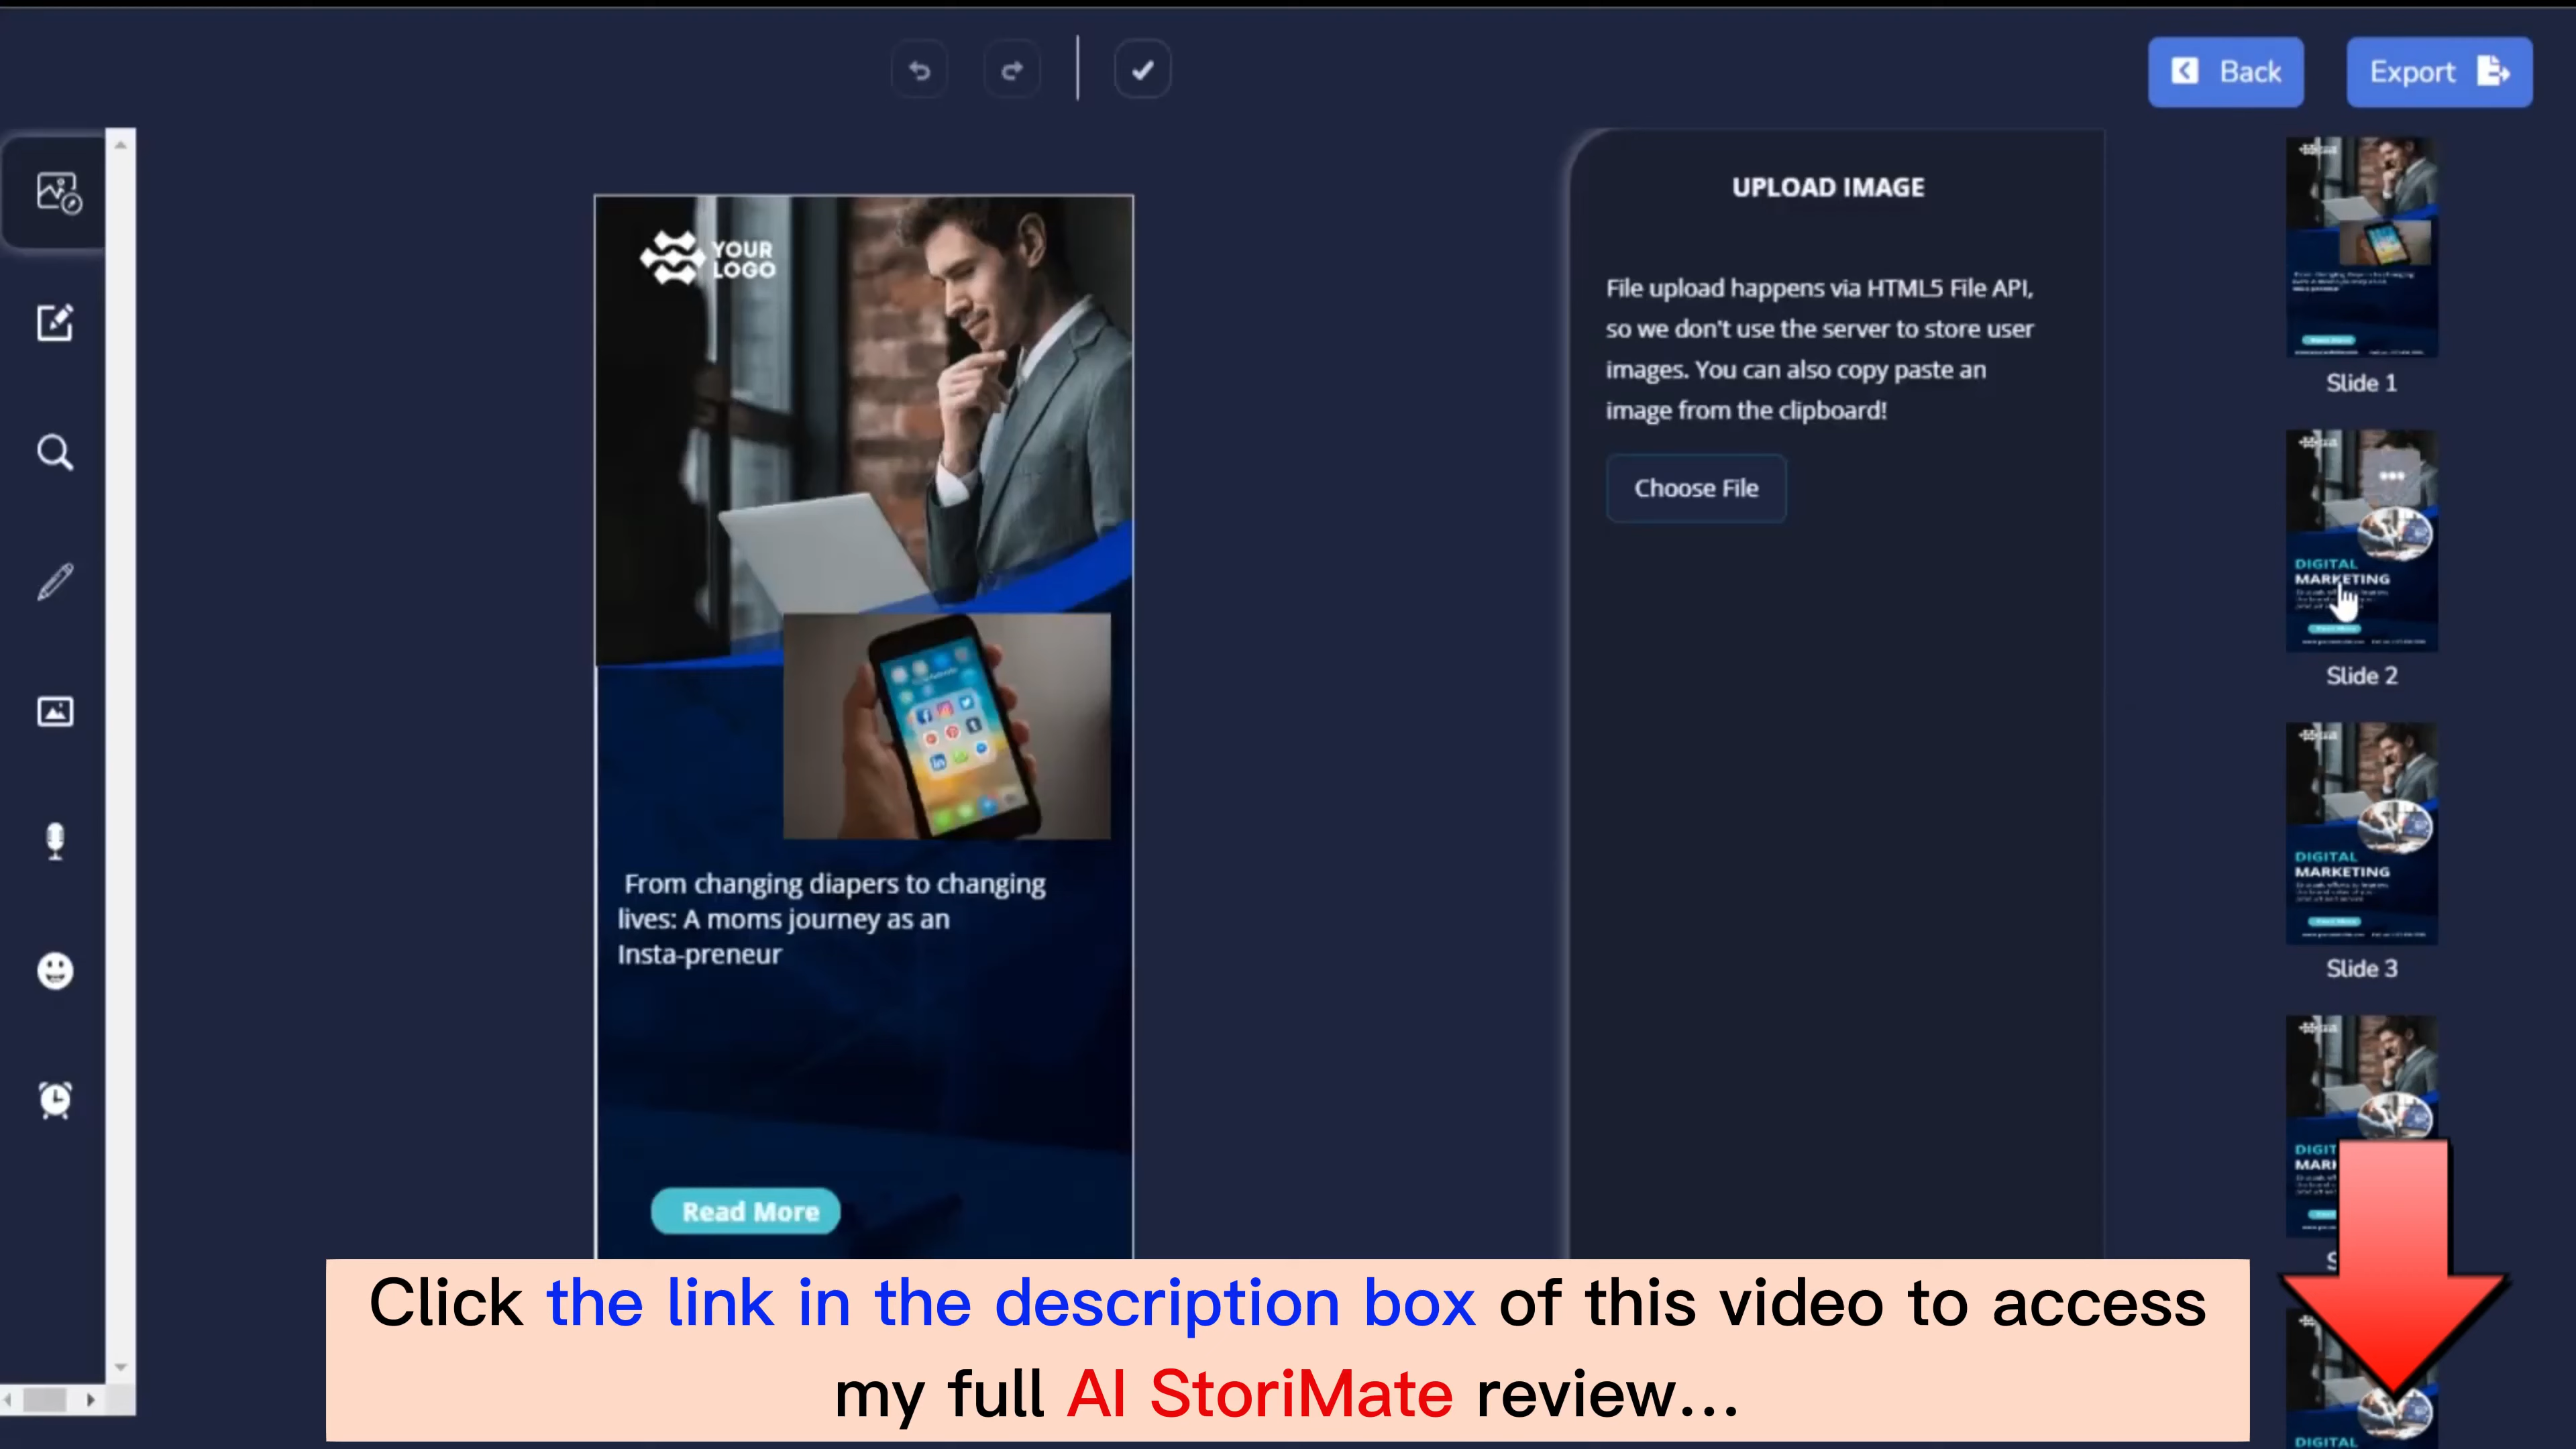 Back
Export
YOUR
LOGO
From changing diapers to changing
lives: A moms journey as an
Insta-preneur
Read More
UPLOAD IMAGE
File upload happens via HTML5 File API,
so we don't use the server to store user
images. You can also copy paste an
image from the clipboard!
Choose File
Slide 1
DIGITAL
MARKETING
Slide 2
DIGITAL
MARKETING
Slide 3
DIGIT
MAR
S
DIGITAL
Click the link in the description box of this video to access
my full AI StoriMate review...